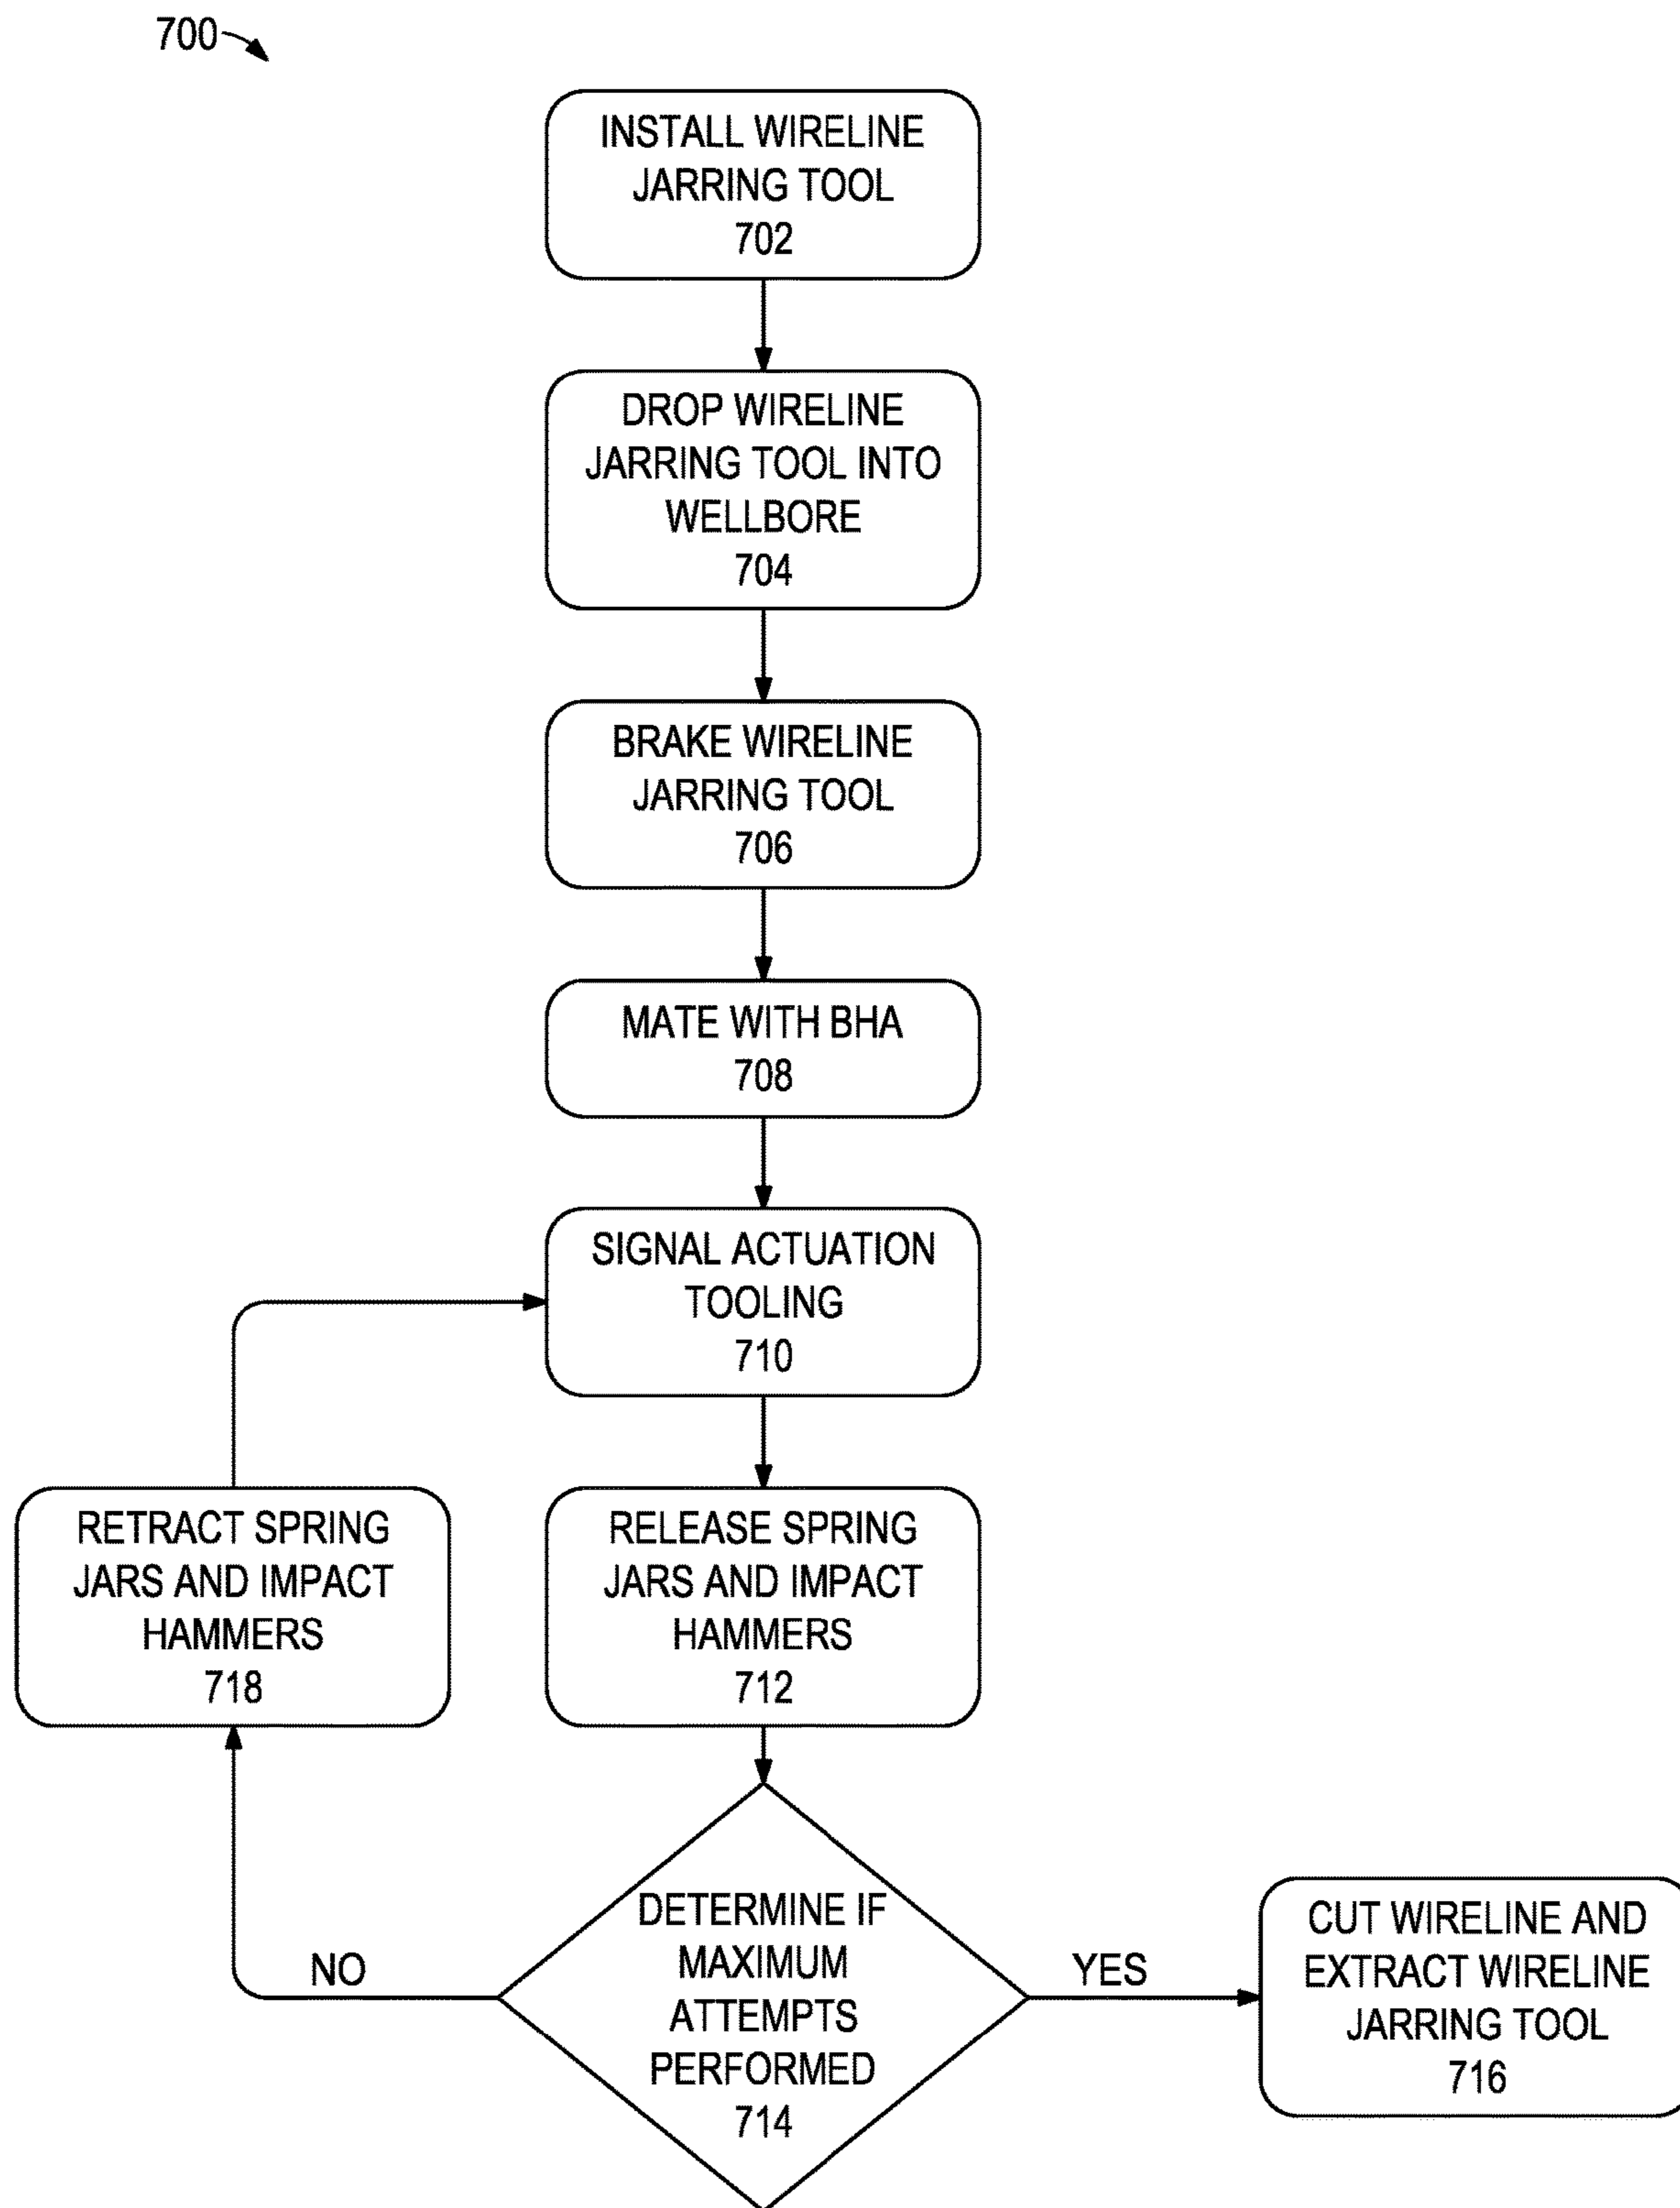 700
INSTALL WIRELINE
JARRING TOOL
702
DROP WIRELINE
JARRING TOOL INTO
WELLBORE
704
BRAKE WIRELINE
JARRING TOOL
706
MATE WITH BHA
708
SIGNAL ACTUATION
TOOLING
710
RETRACT SPRING
JARS AND IMPACT
HAMMERS
718
RELEASE SPRING
JARS AND IMPACT
HAMMERS
712
DETERMINE IF
MAXIMUM
ATTEMPTS
PERFORMED
714
NO
YES
CUT WIRELINE AND
EXTRACT WIRELINE
JARRING TOOL
716